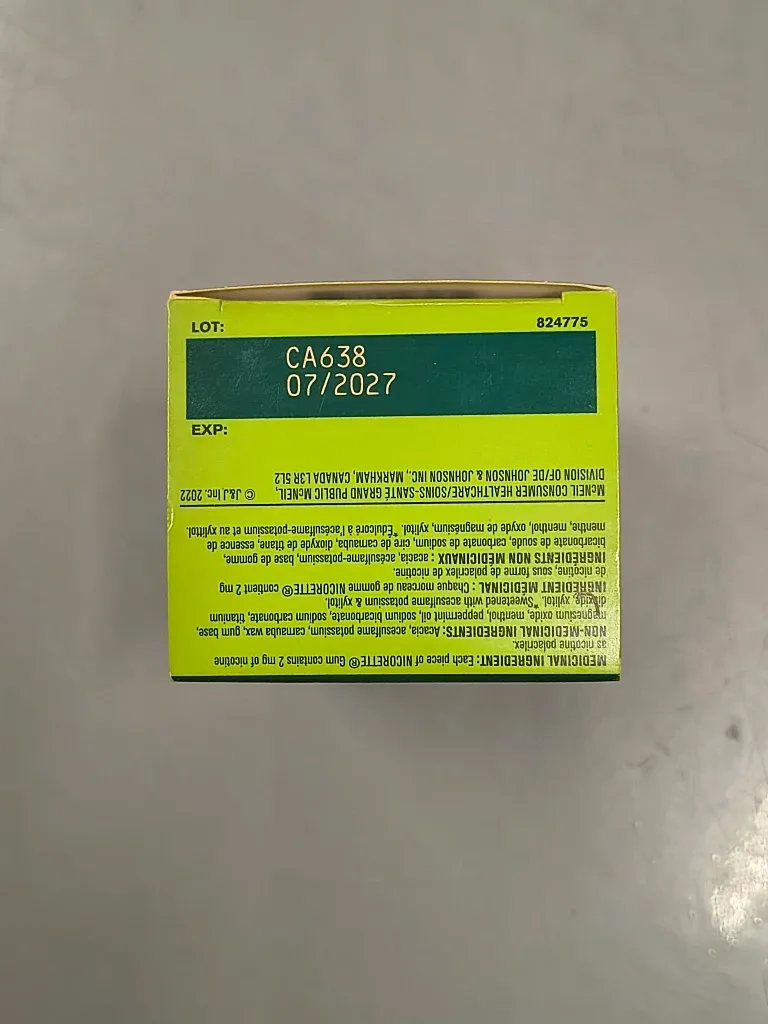 LOT: 824775
CA638
07/2027
EXP:
MEDICINAL INGREDIENT: Each piece of NICORETTE® Gum contains 2 mg of nicotine
as nicotine polacrilex.
NON-MEDICINAL INGREDIENTS: Acacia, acesulfame potassium, carnauba wax, gum base,
magnesium oxide, menthol, peppermint oil, sodium bicarbonate, sodium carbonate, titanium
dioxide, xylitol. *Sweetened with acesulfame potassium & xylitol.
INGRÉDIENT MÉDICINAL : Chaque morceau de gomme NICORETTE® contient 2 mg
de nicotine, sous forme de polacrilex de nicotine.
INGRÉDIENTS NON MÉDICINAUX : acacia, acésulfame-potassium, base de gomme,
bicarbonate de soude, carbonate de sodium, cire de carnauba, dioxyde de titane, essence de
menthe, menthol, oxyde de magnésium, xylitol. *Édulcoré à l'acésulfame-potassium et au xylitol.
McNEIL CONSUMER HEALTHCARE/SOINS-SANTÉ GRAND PUBLIC McNEIL, © J&J, Inc. 2022
DIVISION OF/DE JOHNSON & JOHNSON INC., MARKHAM, CANADA L3R 5L2